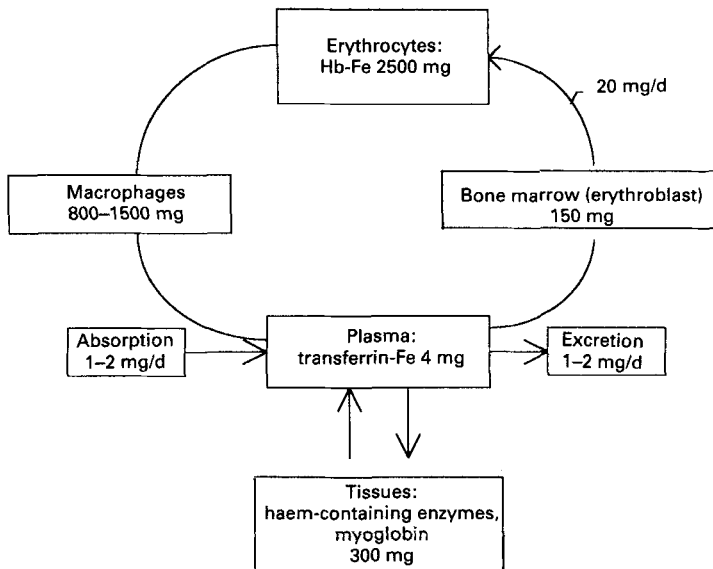 Erythrocytes:
Hb-Fe 2500 mg
20 mg/d
Macrophages
800–1500 mg
Bone marrow (erythroblast)
150 mg
Absorption
1–2 mg/d
Plasma:
transferrin-Fe 4 mg
Excretion
1–2 mg/d
Tissues:
haem-containing enzymes,
myoglobin
300 mg